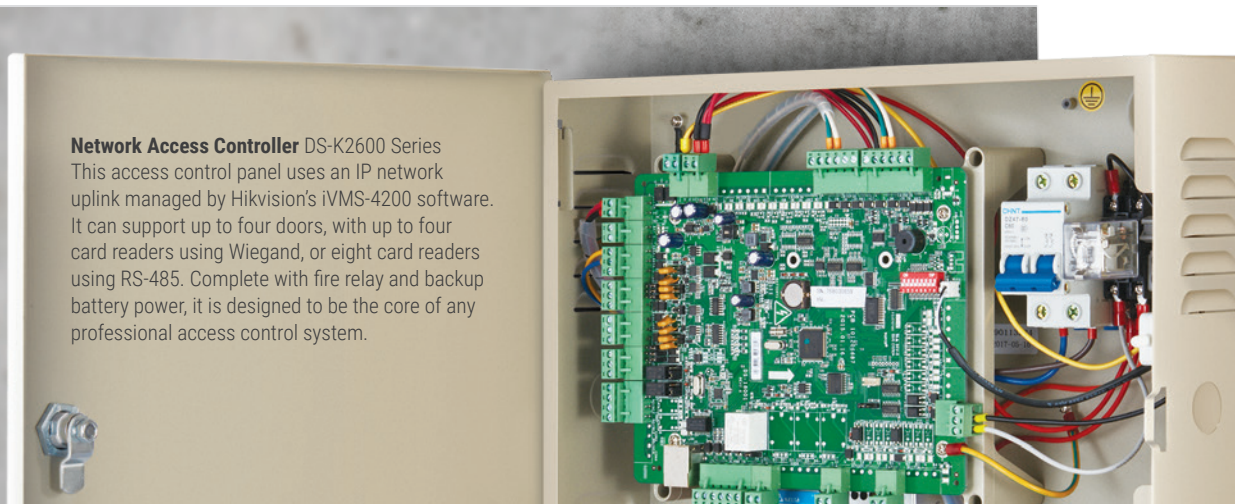 Network Access Controller DS-K2600 Series
This access control panel uses an IP network
uplink managed by Hikvision's iVMS-4200 software.
It can support up to four doors, with up to four
card readers using Wiegand, or eight card readers
using RS-485. Complete with fire relay and backup
battery power, it is designed to be the core of any
professional access control system.